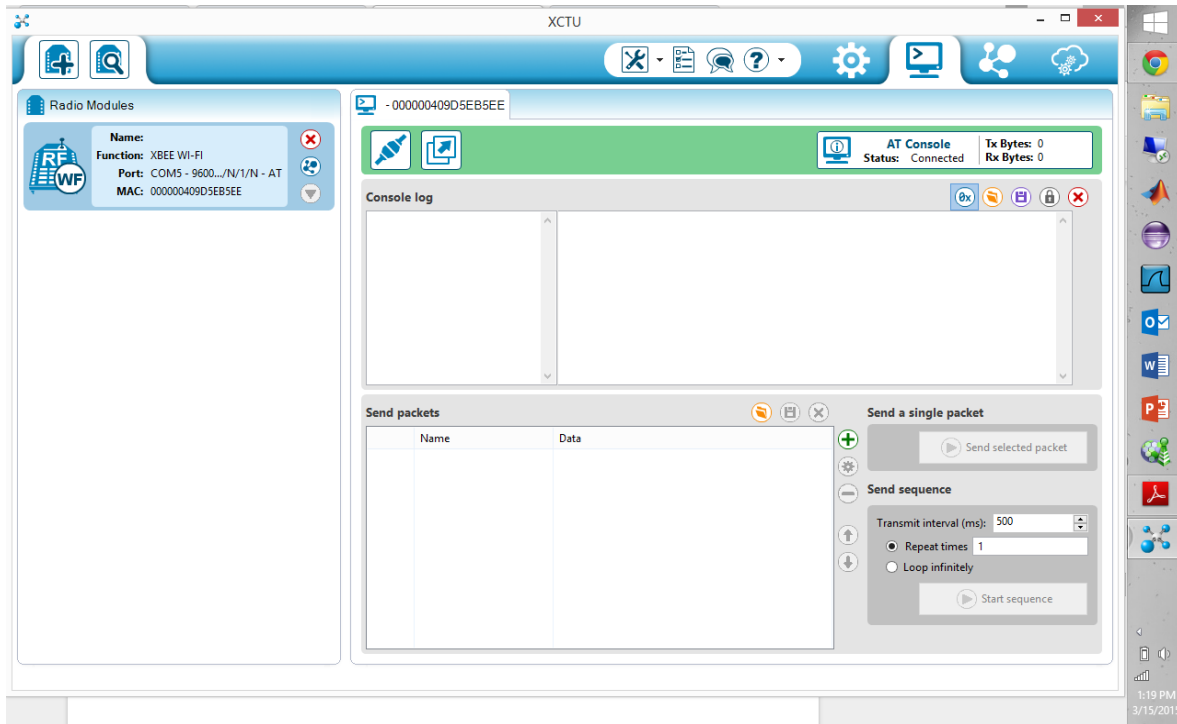 XCTU
Radio Modules
Name:
Function: XBEE WI-FI
Port: COM5 - 9600.../N/1/N - AT
MAC: 000000409D5EB5EE
RF
WF
- 000000409D5EB5EE
AT Console
Status: Connected
Tx Bytes: 0
Rx Bytes: 0
Console log
0x
Send packets
Name Data
Send a single packet
Send selected packet
Send sequence
Transmit interval (ms): 500
Repeat times 1
Loop infinitely
Start sequence
1:19 PM